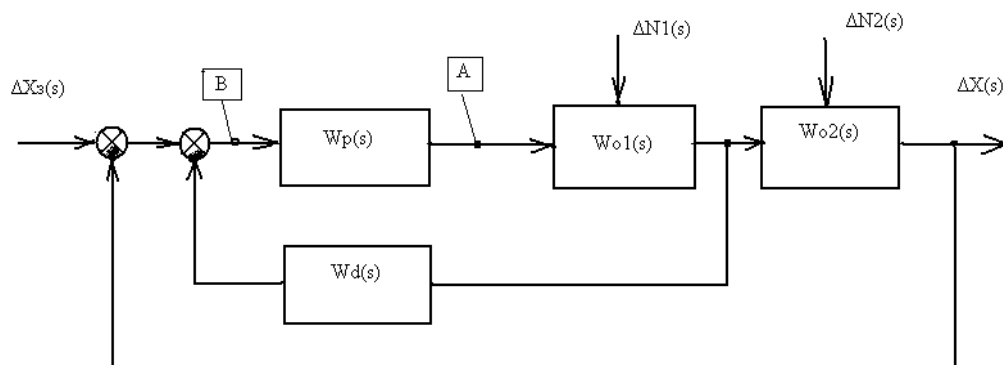 ΔN1(s)
ΔN2(s)
ΔXз(s)
B
A
ΔX(s)
Wp(s)
Wo1(s)
Wo2(s)
Wd(s)